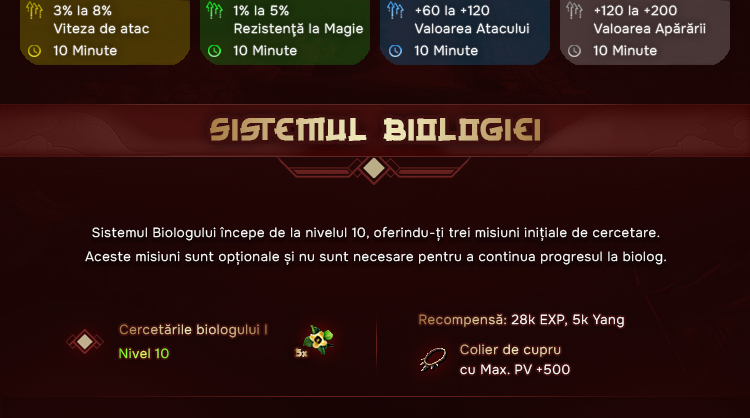 3% la 8%
Viteza de atac
10 Minute
1% la 5%
Rezistență la Magie
10 Minute
+60 la +120
Valoarea Atacului
10 Minute
+120 la +200
Valoarea Apărării
10 Minute
SISTEMUL BIOLOGIEI
Sistemul Biologului începe de la nivelul 10, oferindu-ți trei misiuni inițiale de cercetare.
Aceste misiuni sunt opționale și nu sunt necesare pentru a continua progresul la biolog.
Cercetările biologului I
Nivel 10
5x
Recompensă: 28k EXP, 5k Yang
Colier de cupru
cu Max. PV +500